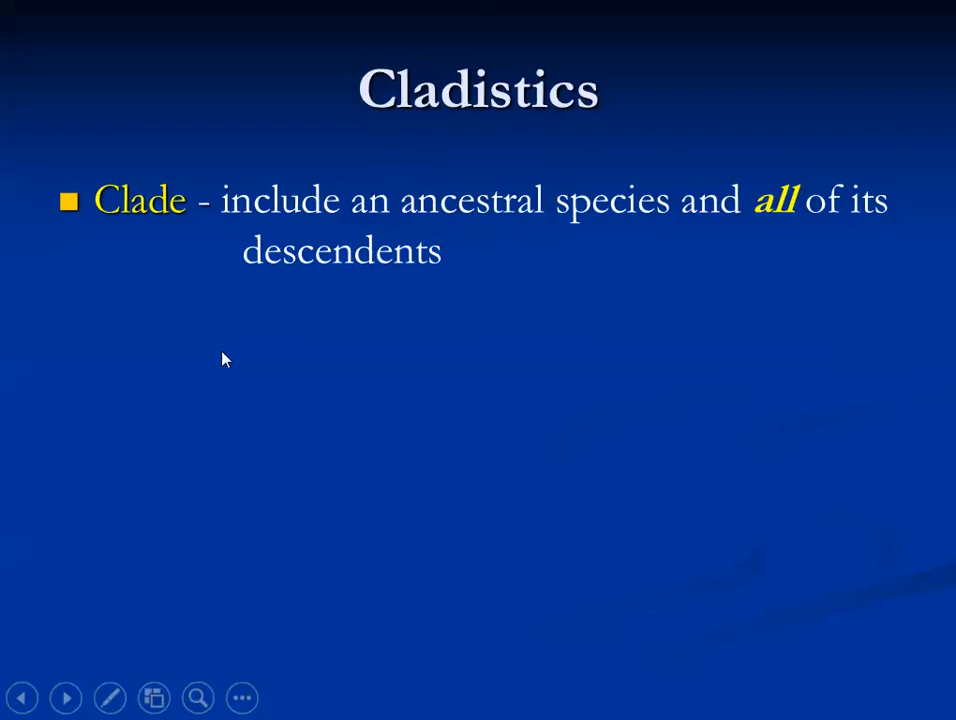 Cladistics
Clade - include an ancestral species and all of its
descendents